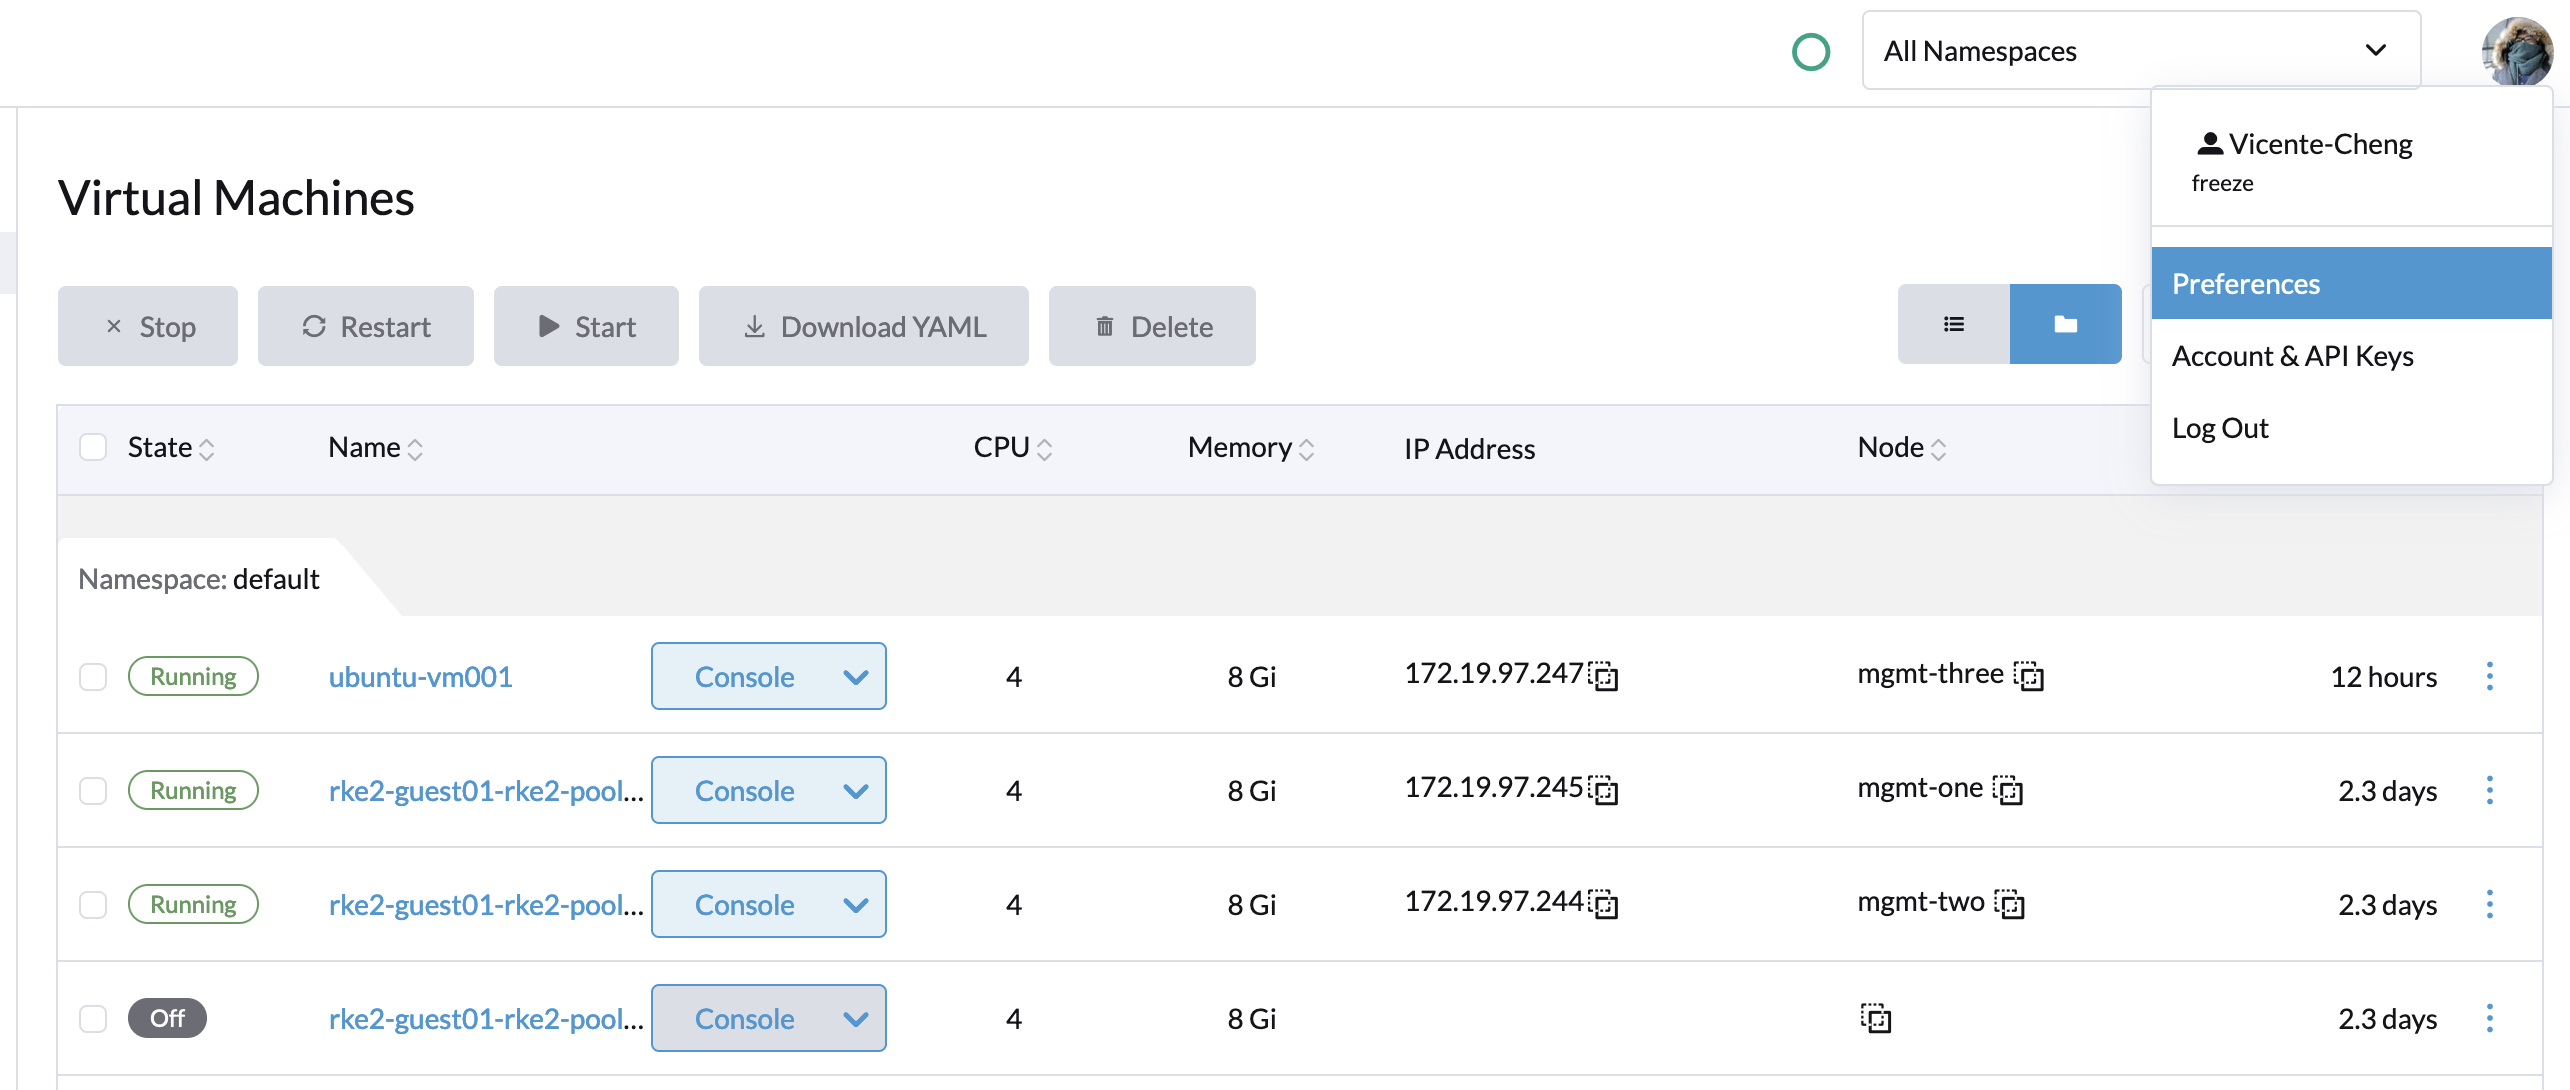 All Namespaces
Vicente-Cheng
freeze
Preferences
Account & API Keys
Log Out
Virtual Machines
Stop Restart Start Download YAML Delete
State Name CPU Memory IP Address Node
Namespace: default
Running ubuntu-vm001 Console 4 8 Gi 172.19.97.247 mgmt-three 12 hours
Running rke2-guest01-rke2-pool... Console 4 8 Gi 172.19.97.245 mgmt-one 2.3 days
Running rke2-guest01-rke2-pool... Console 4 8 Gi 172.19.97.244 mgmt-two 2.3 days
Off rke2-guest01-rke2-pool... Console 4 8 Gi 2.3 days